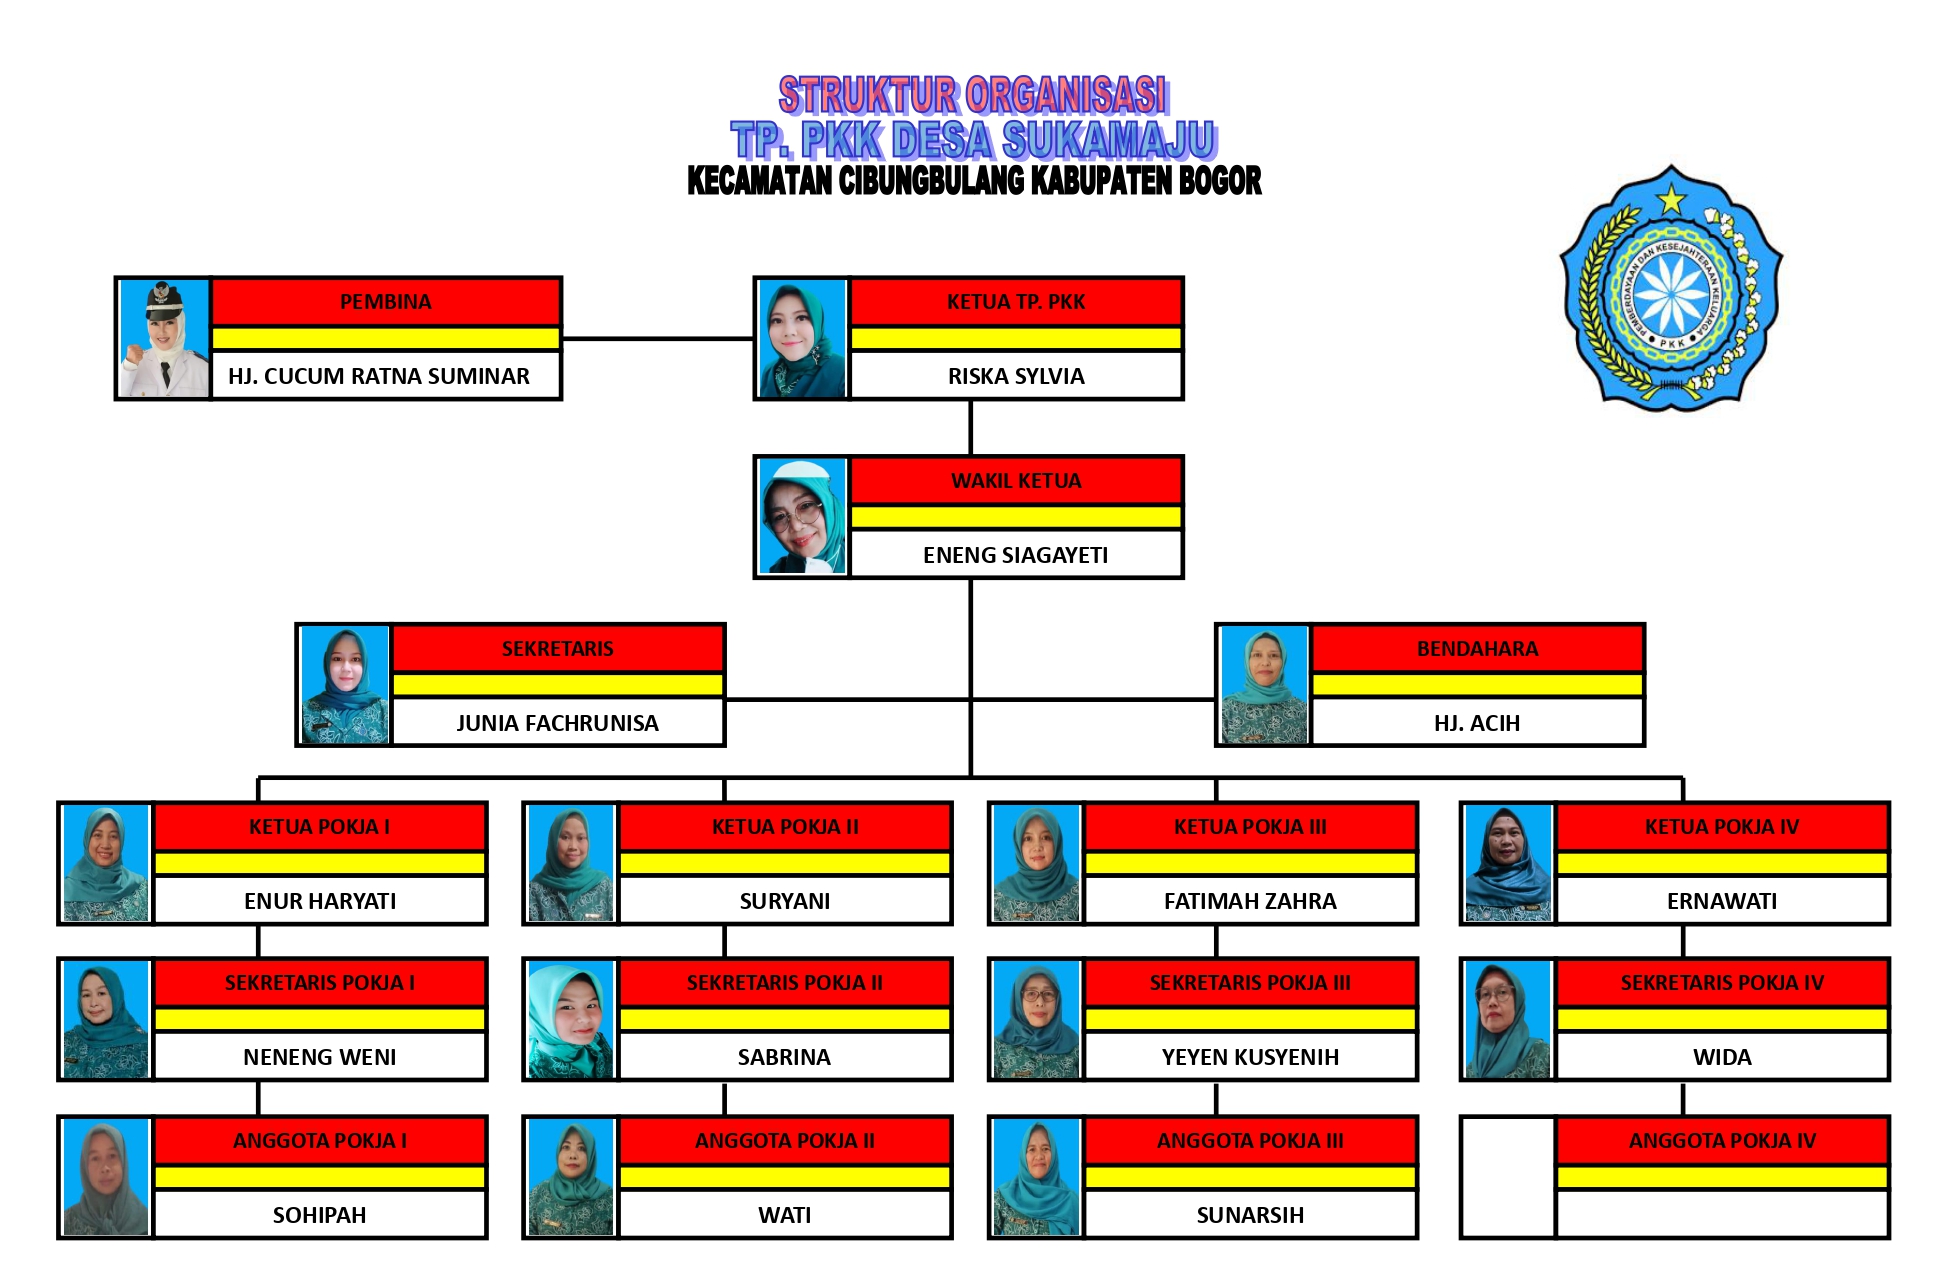 STRUKTUR ORGANISASI
TP. PKK DESA SUKAMAJU
KECAMATAN CIBUNGBULANG KABUPATEN BOGOR
PEMBERDAYAAN DAN KESEJAHTERAAN KELUARGA
PKK
PEMBINA
HJ. CUCUM RATNA SUMINAR
KETUA TP. PKK
RISKA SYLVIA
WAKIL KETUA
ENENG SIAGAYETI
SEKRETARIS
JUNIA FACHRUNISA
BENDAHARA
HJ. ACIH
KETUA POKJA I
ENUR HARYATI
KETUA POKJA II
SURYANI
KETUA POKJA III
FATIMAH ZAHRA
KETUA POKJA IV
ERNAWATI
SEKRETARIS POKJA I
NENENG WENI
SEKRETARIS POKJA II
SABRINA
SEKRETARIS POKJA III
YEYEN KUSYENIH
SEKRETARIS POKJA IV
WIDA
ANGGOTA POKJA I
SOHIPAH
ANGGOTA POKJA II
WATI
ANGGOTA POKJA III
SUNARSIH
ANGGOTA POKJA IV